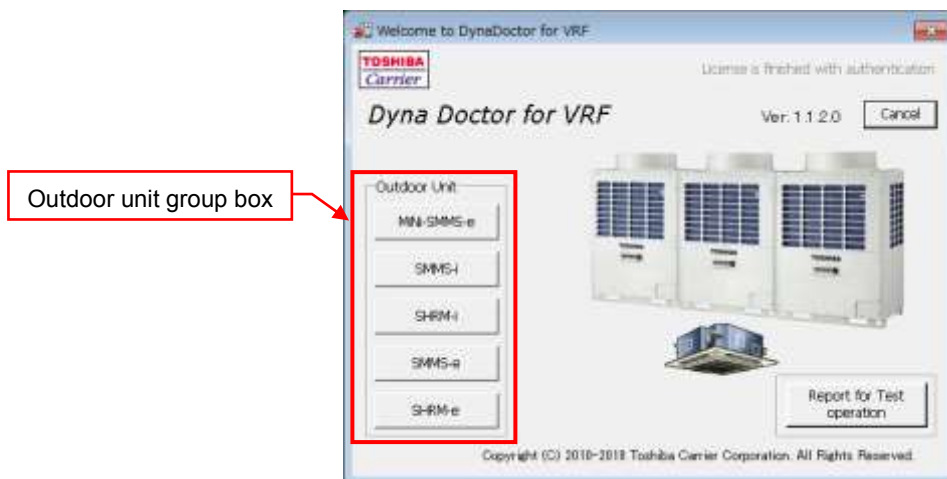 Welcome to DynaDoctor for VRF
TOSHIBA
Carrier
License is finished with authentication
Dyna Doctor for VRF
Ver. 1.1.2.0
Cancel
Outdoor unit group box
Outdoor Unit
MiNi-SMMS-e
SMMS-i
SHRM-i
SMMS-e
SHRM-e
TOSHIBA
Report for Test
operation
Copyright (C) 2010-2018 Toshiba Carrier Corporation. All Rights Reserved.